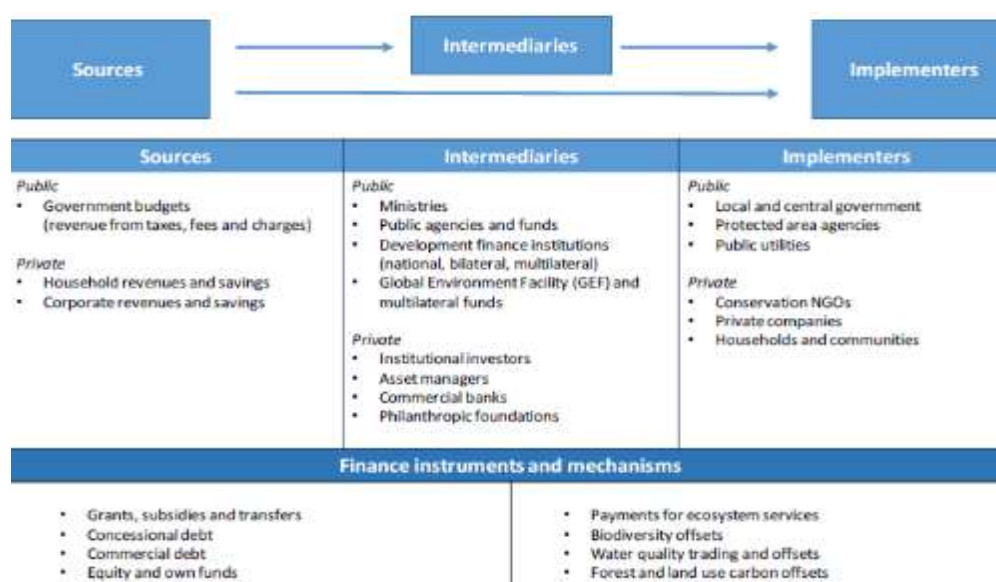 Sources
Intermediaries
Implementers
Sources
Intermediaries
Implementers
Public
• Government budgets
(revenue from taxes, fees and charges)
Private
• Household revenues and savings
• Corporate revenues and savings
Public
• Ministries
• Public agencies and funds
• Development finance institutions
(national, bilateral, multilateral)
• Global Environment Facility (GEF) and
multilateral funds
Private
• Institutional investors
• Asset managers
• Commercial banks
• Philanthropic foundations
Public
• Local and central government
• Protected area agencies
• Public utilities
Private
• Conservation NGOs
• Private companies
• Households and communities
Finance instruments and mechanisms
• Grants, subsidies and transfers
• Concessional debt
• Commercial debt
• Equity and own funds
• Payments for ecosystem services
• Biodiversity offsets
• Water quality trading and offsets
• Forest and land use carbon offsets